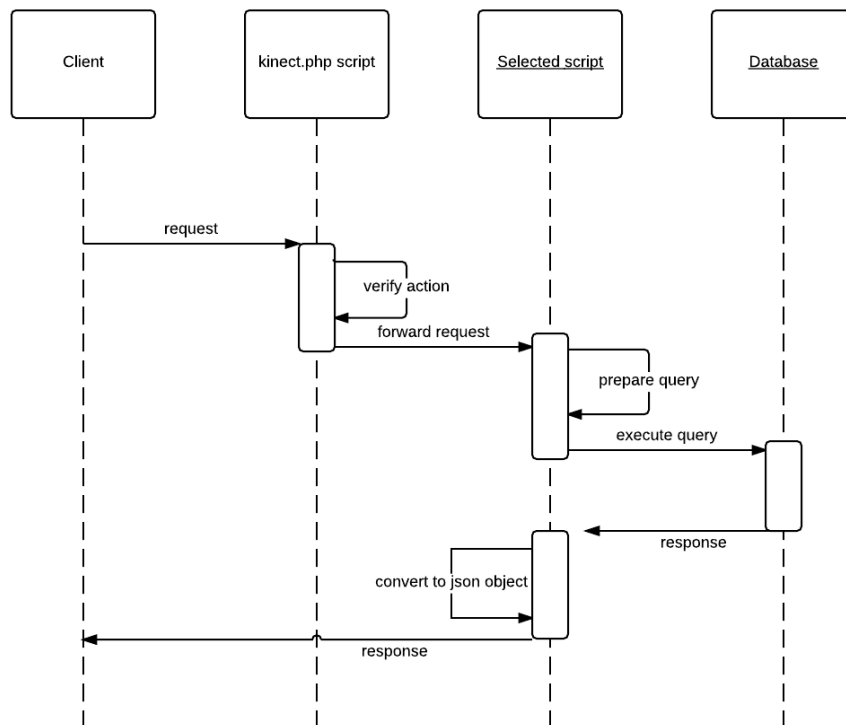 Client
kinect.php script
Selected script
Database
request
verify action
forward request
prepare query
execute query
response
convert to json object
response